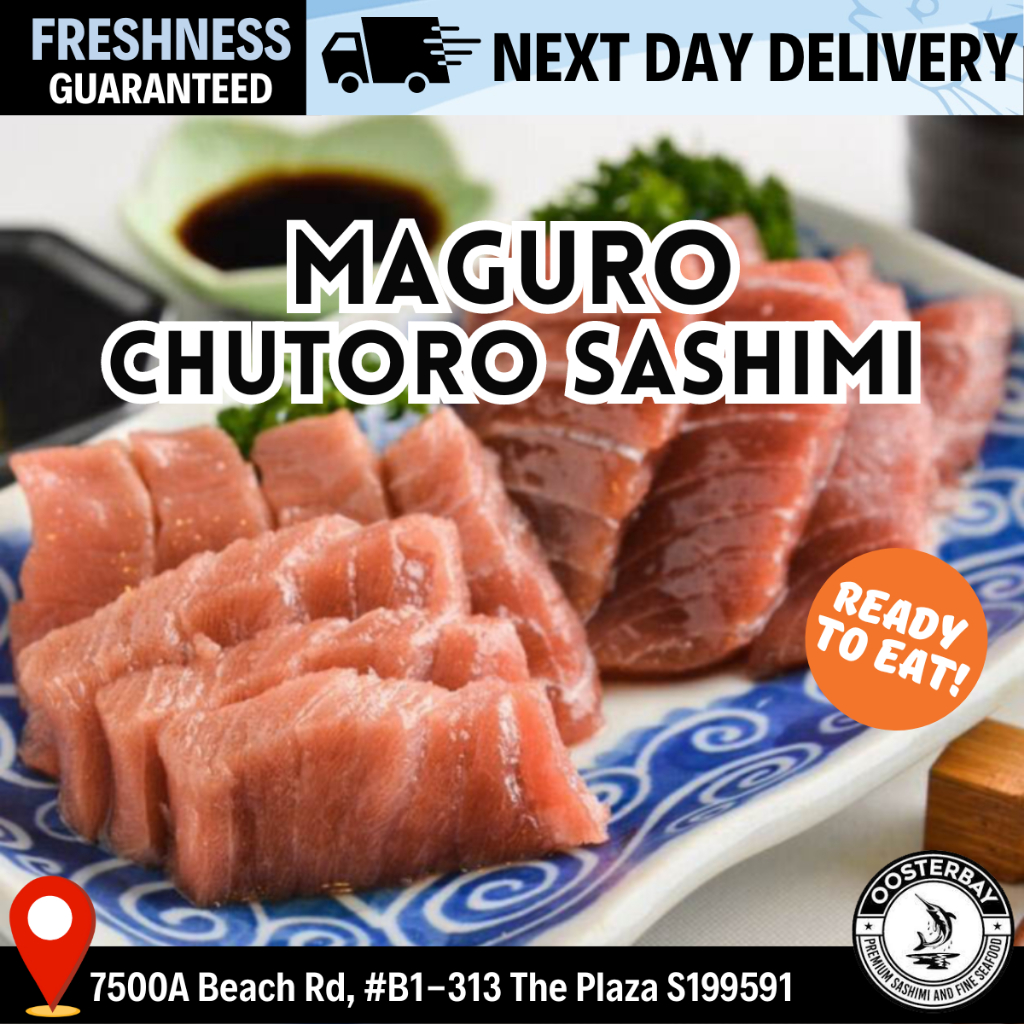 FRESHNESS
GUARANTEED
NEXT DAY DELIVERY
MAGURO
CHUTORO SASHIMI
READY
TO EAT!
OOSTERBAY
PREMIUM SASHIMI AND FINE SEAFOOD
7500A Beach Rd, #B1-313 The Plaza S199591